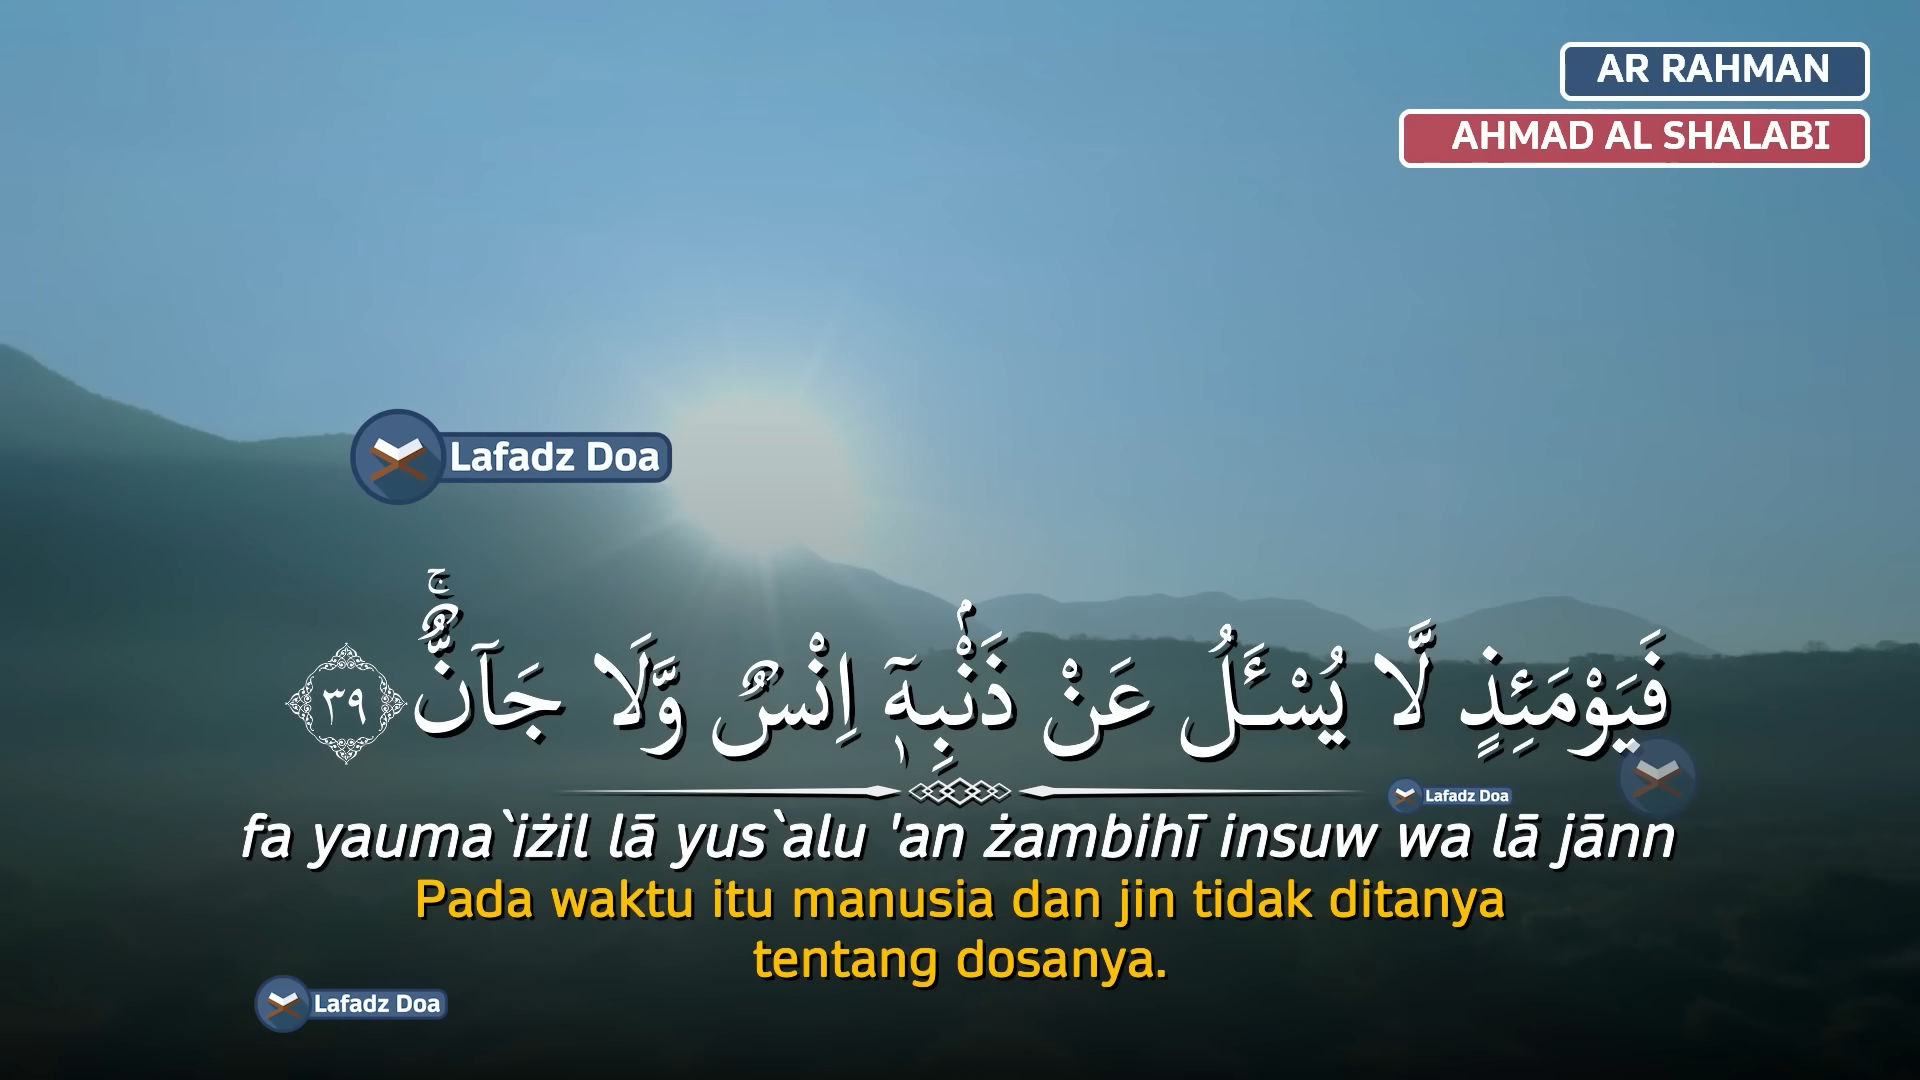 AR RAHMAN
AHMAD AL SHALABI
Lafadz Doa
فَيَوْمَئِذٍ لَّا يُسْـَٔلُ عَنْ ذَنْۢبِهٖٓ اِنْسٌ وَّلَا جَاۤنٌّۚ ٣٩
Lafadz Doa
fa yauma`iżil lā yus`alu 'an żambihī insuw wa lā jānn
Pada waktu itu manusia dan jin tidak ditanya
tentang dosanya.
Lafadz Doa